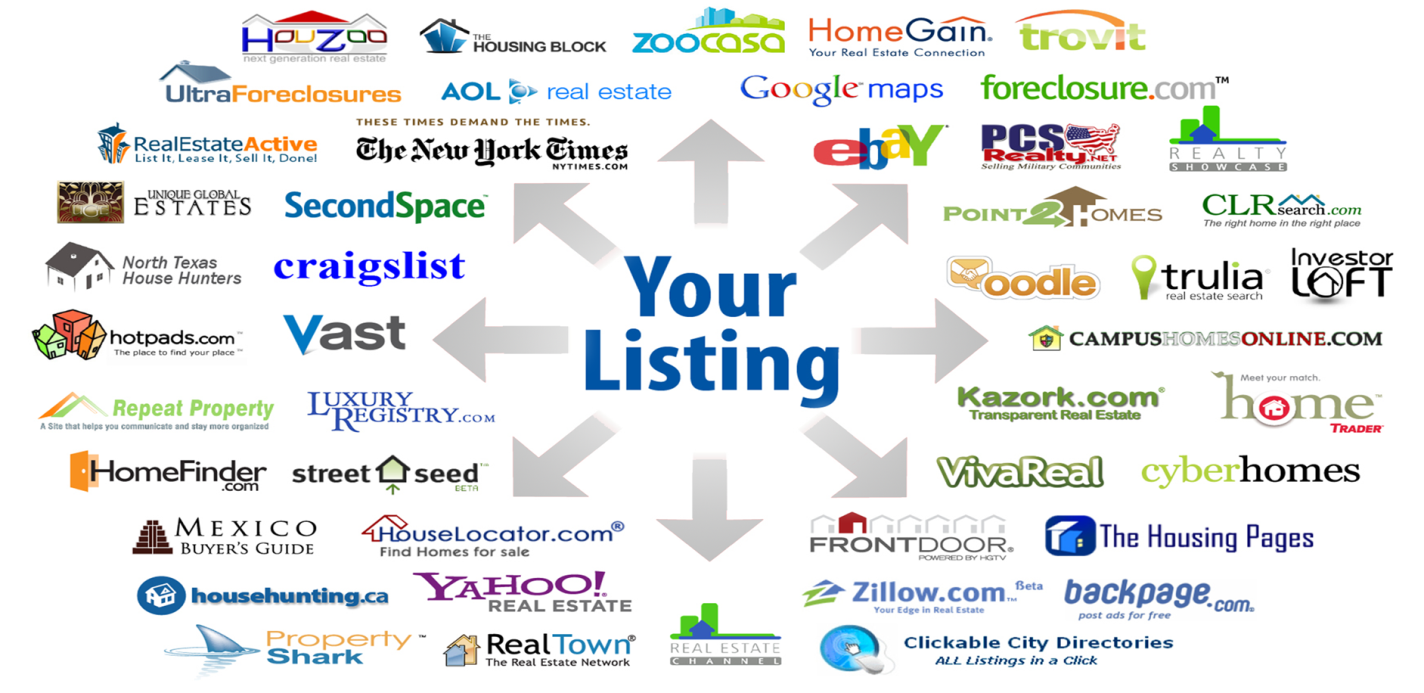 HouZoo
next generation real estate
THE
HOUSING BLOCK
zoocasa
HomeGain®
Your Real Estate Connection
trovit
UltraForeclosures
AOL real estate
Google™ maps
foreclosure.com™
RealEstateActive
List It, Lease It, Sell It, Done!
THESE TIMES DEMAND THE TIMES.
The New York Times
NYTIMES.COM
ebaY
PCS
Realty.NET
Selling Military Communities
REALTY
SHOWCASE
UNIQUE GLOBAL
ESTATES
SecondSpace™
POINT2HOMES
CLRsearch.com
The right home in the right place
North Texas
House Hunters
craigslist
Your
Listing
oodle
trulia
real estate search
Investor
LOFT
hotpads.com™
The place to find your place™
Vast
CAMPUSHOMESONLINE.COM
Repeat Property
A Site that helps you communicate and stay more organized
LUXURY
REGISTRY.COM
Kazork.com®
Transparent Real Estate
Meet your match.
home™
TRADER
HomeFinder
.com
street seed
BETA
VivaReal
cyberhomes
MEXICO
BUYER'S GUIDE
HouseLocator.com®
Find Homes for sale
FRONTDOOR®
POWERED BY HGTV
The Housing Pages
househunting.ca
YAHOO!
REAL ESTATE
Zillow.com™ Beta
Your Edge in Real Estate
backpage.com®
post ads for free
Property™
Shark
RealTown®
The Real Estate Network
REAL ESTATE
CHANNEL
Clickable City Directories
ALL Listings in a Click